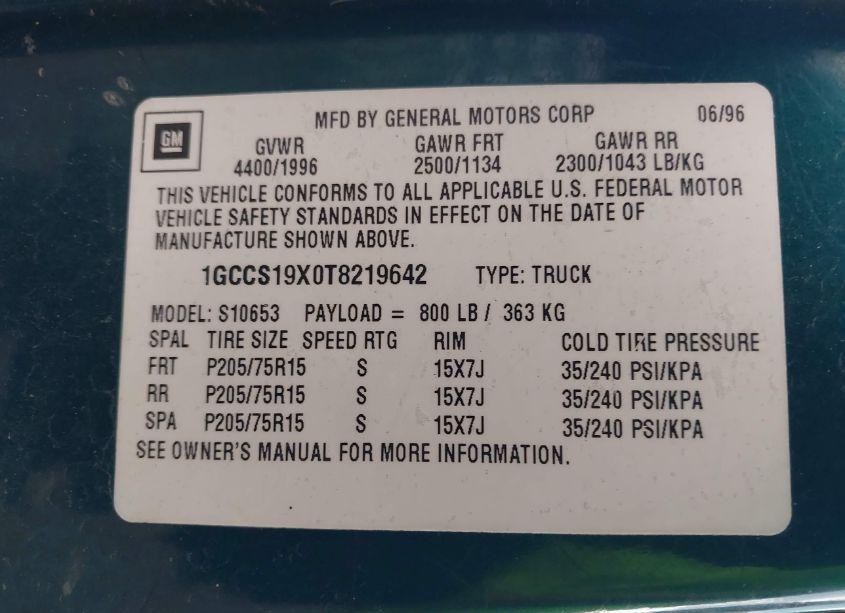 MFD BY GENERAL MOTORS CORP 06/96
GM
GVWR GAWR FRT GAWR RR
4400/1996 2500/1134 2300/1043 LB/KG
THIS VEHICLE CONFORMS TO ALL APPLICABLE U.S. FEDERAL MOTOR
VEHICLE SAFETY STANDARDS IN EFFECT ON THE DATE OF
MANUFACTURE SHOWN ABOVE.
1GCCS19X0T8219642 TYPE: TRUCK
MODEL: S10653 PAYLOAD = 800 LB / 363 KG
SPAL TIRE SIZE SPEED RTG RIM COLD TIRE PRESSURE
FRT P205/75R15 S 15X7J 35/240 PSI/KPA
RR P205/75R15 S 15X7J 35/240 PSI/KPA
SPA P205/75R15 S 15X7J 35/240 PSI/KPA
SEE OWNER'S MANUAL FOR MORE INFORMATION.